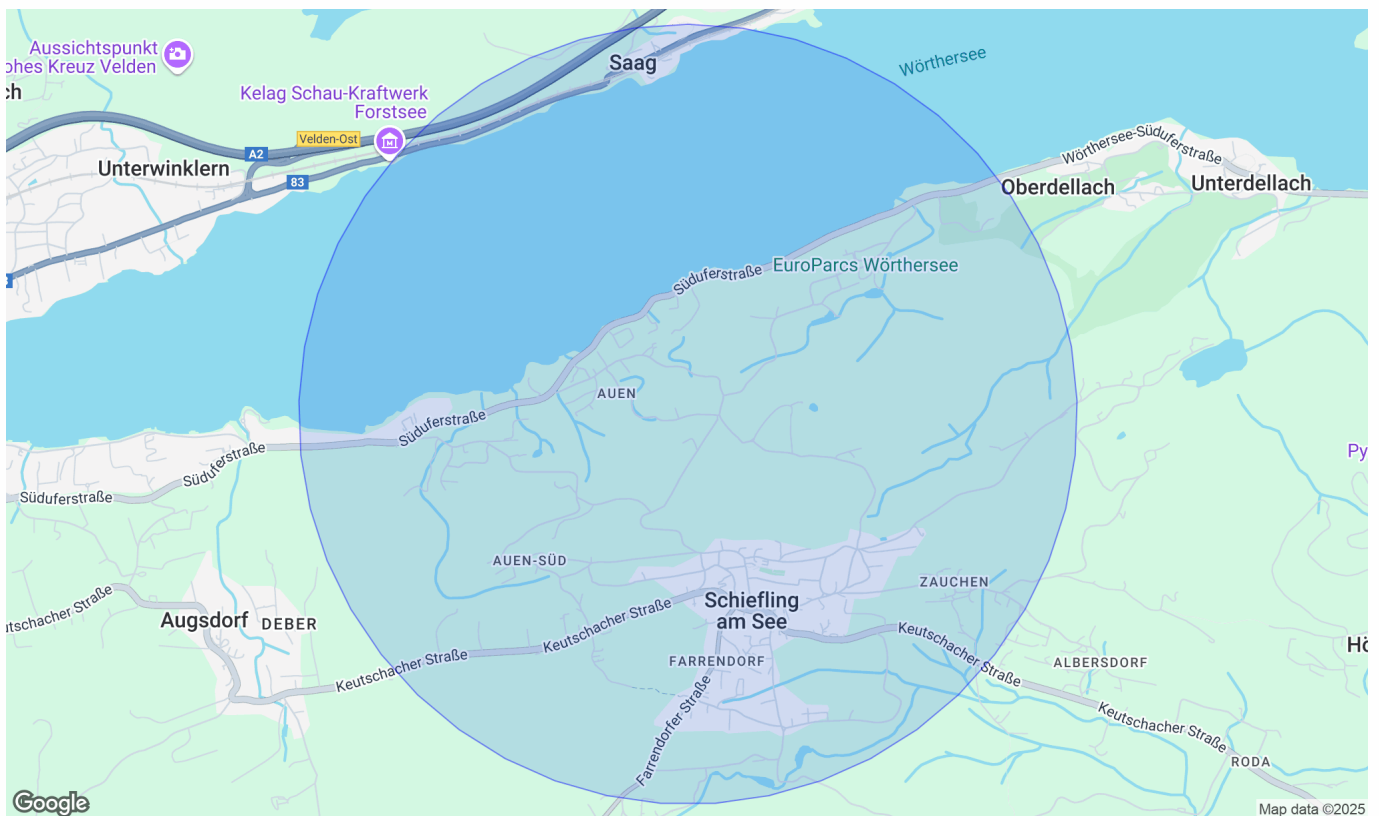 Aussichtspunkt
ohes Kreuz Velden
ch
Saag
Wörthersee
Kelag Schau-Kraftwerk
Forstsee
Velden-Ost
A2
Unterwinklern
83
Wörthersee-Süduferstraße
Oberdellach
Unterdellach
Süduferstraße
EuroParcs Wörthersee
AUEN
Süduferstraße
Süduferstraße
Süduferstraße
Py
AUEN-SÜD
ZAUCHEN
Schiefling
am See
utschacher Straße
Augsdorf
DEBER
Keutschacher Straße
Keutschacher Straße
Keutschacher Straße
Hö
FARRENDORF
ALBERSDORF
Keutschacher Straße
Farrendorfer Straße
RODA
Google
Map data ©2025